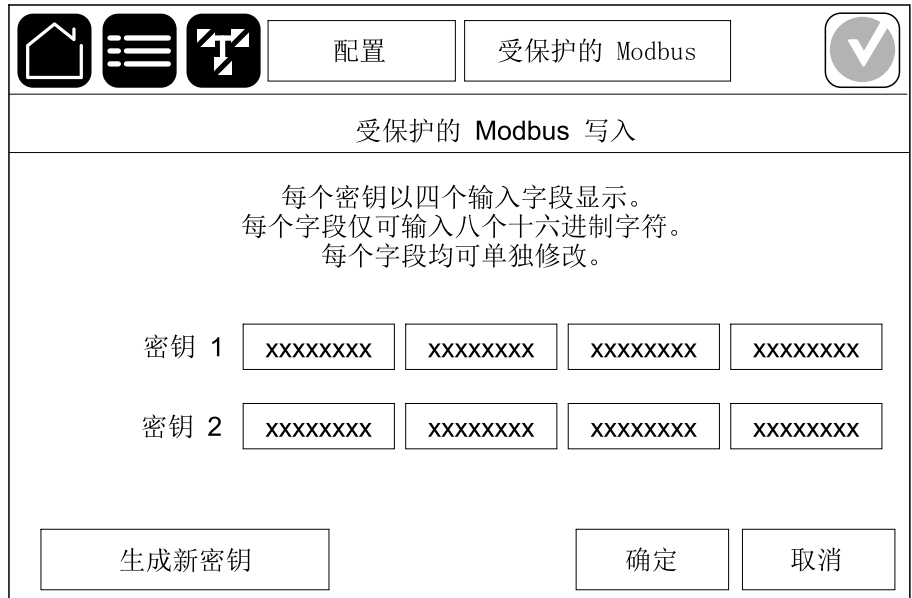 配置 受保护的 Modbus
受保护的 Modbus 写入
每个密钥以四个输入字段显示。
每个字段仅可输入八个十六进制字符。
每个字段均可单独修改。
密钥 1 xxxxxxxx xxxxxxxx xxxxxxxx xxxxxxxx
密钥 2 xxxxxxxx xxxxxxxx xxxxxxxx xxxxxxxx
生成新密钥 确定 取消